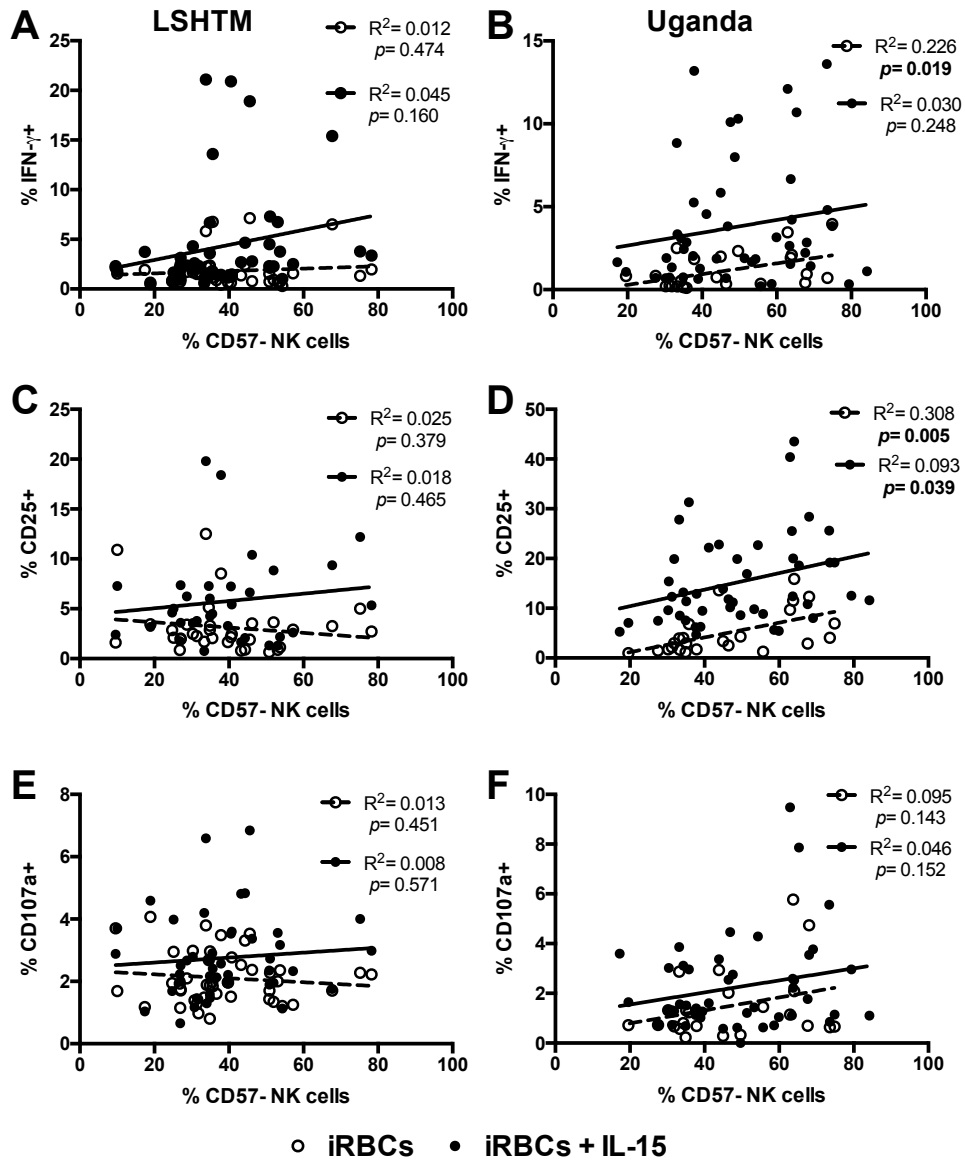 LSHTM
Uganda
A
25
20
15
10
5
0
% IFN-γ+
0 20 40 60 80 100
% CD57- NK cells
R²= 0.012
p= 0.474
R²= 0.045
p= 0.160
B
15
10
5
0
% IFN-γ+
0 20 40 60 80 100
% CD57- NK cells
R²= 0.226
p= 0.019
R²= 0.030
p= 0.248
C
25
20
15
10
5
0
% CD25+
0 20 40 60 80 100
% CD57- NK cells
R²= 0.025
p= 0.379
R²= 0.018
p= 0.465
D
50
40
30
20
10
0
% CD25+
0 20 40 60 80 100
% CD57- NK cells
R²= 0.308
p= 0.005
R²= 0.093
p= 0.039
E
8
6
4
2
0
% CD107a+
0 20 40 60 80 100
% CD57- NK cells
R²= 0.013
p= 0.451
R²= 0.008
p= 0.571
F
10
8
6
4
2
0
% CD107a+
0 20 40 60 80 100
% CD57- NK cells
R²= 0.095
p= 0.143
R²= 0.046
p= 0.152
iRBCs iRBCs + IL-15